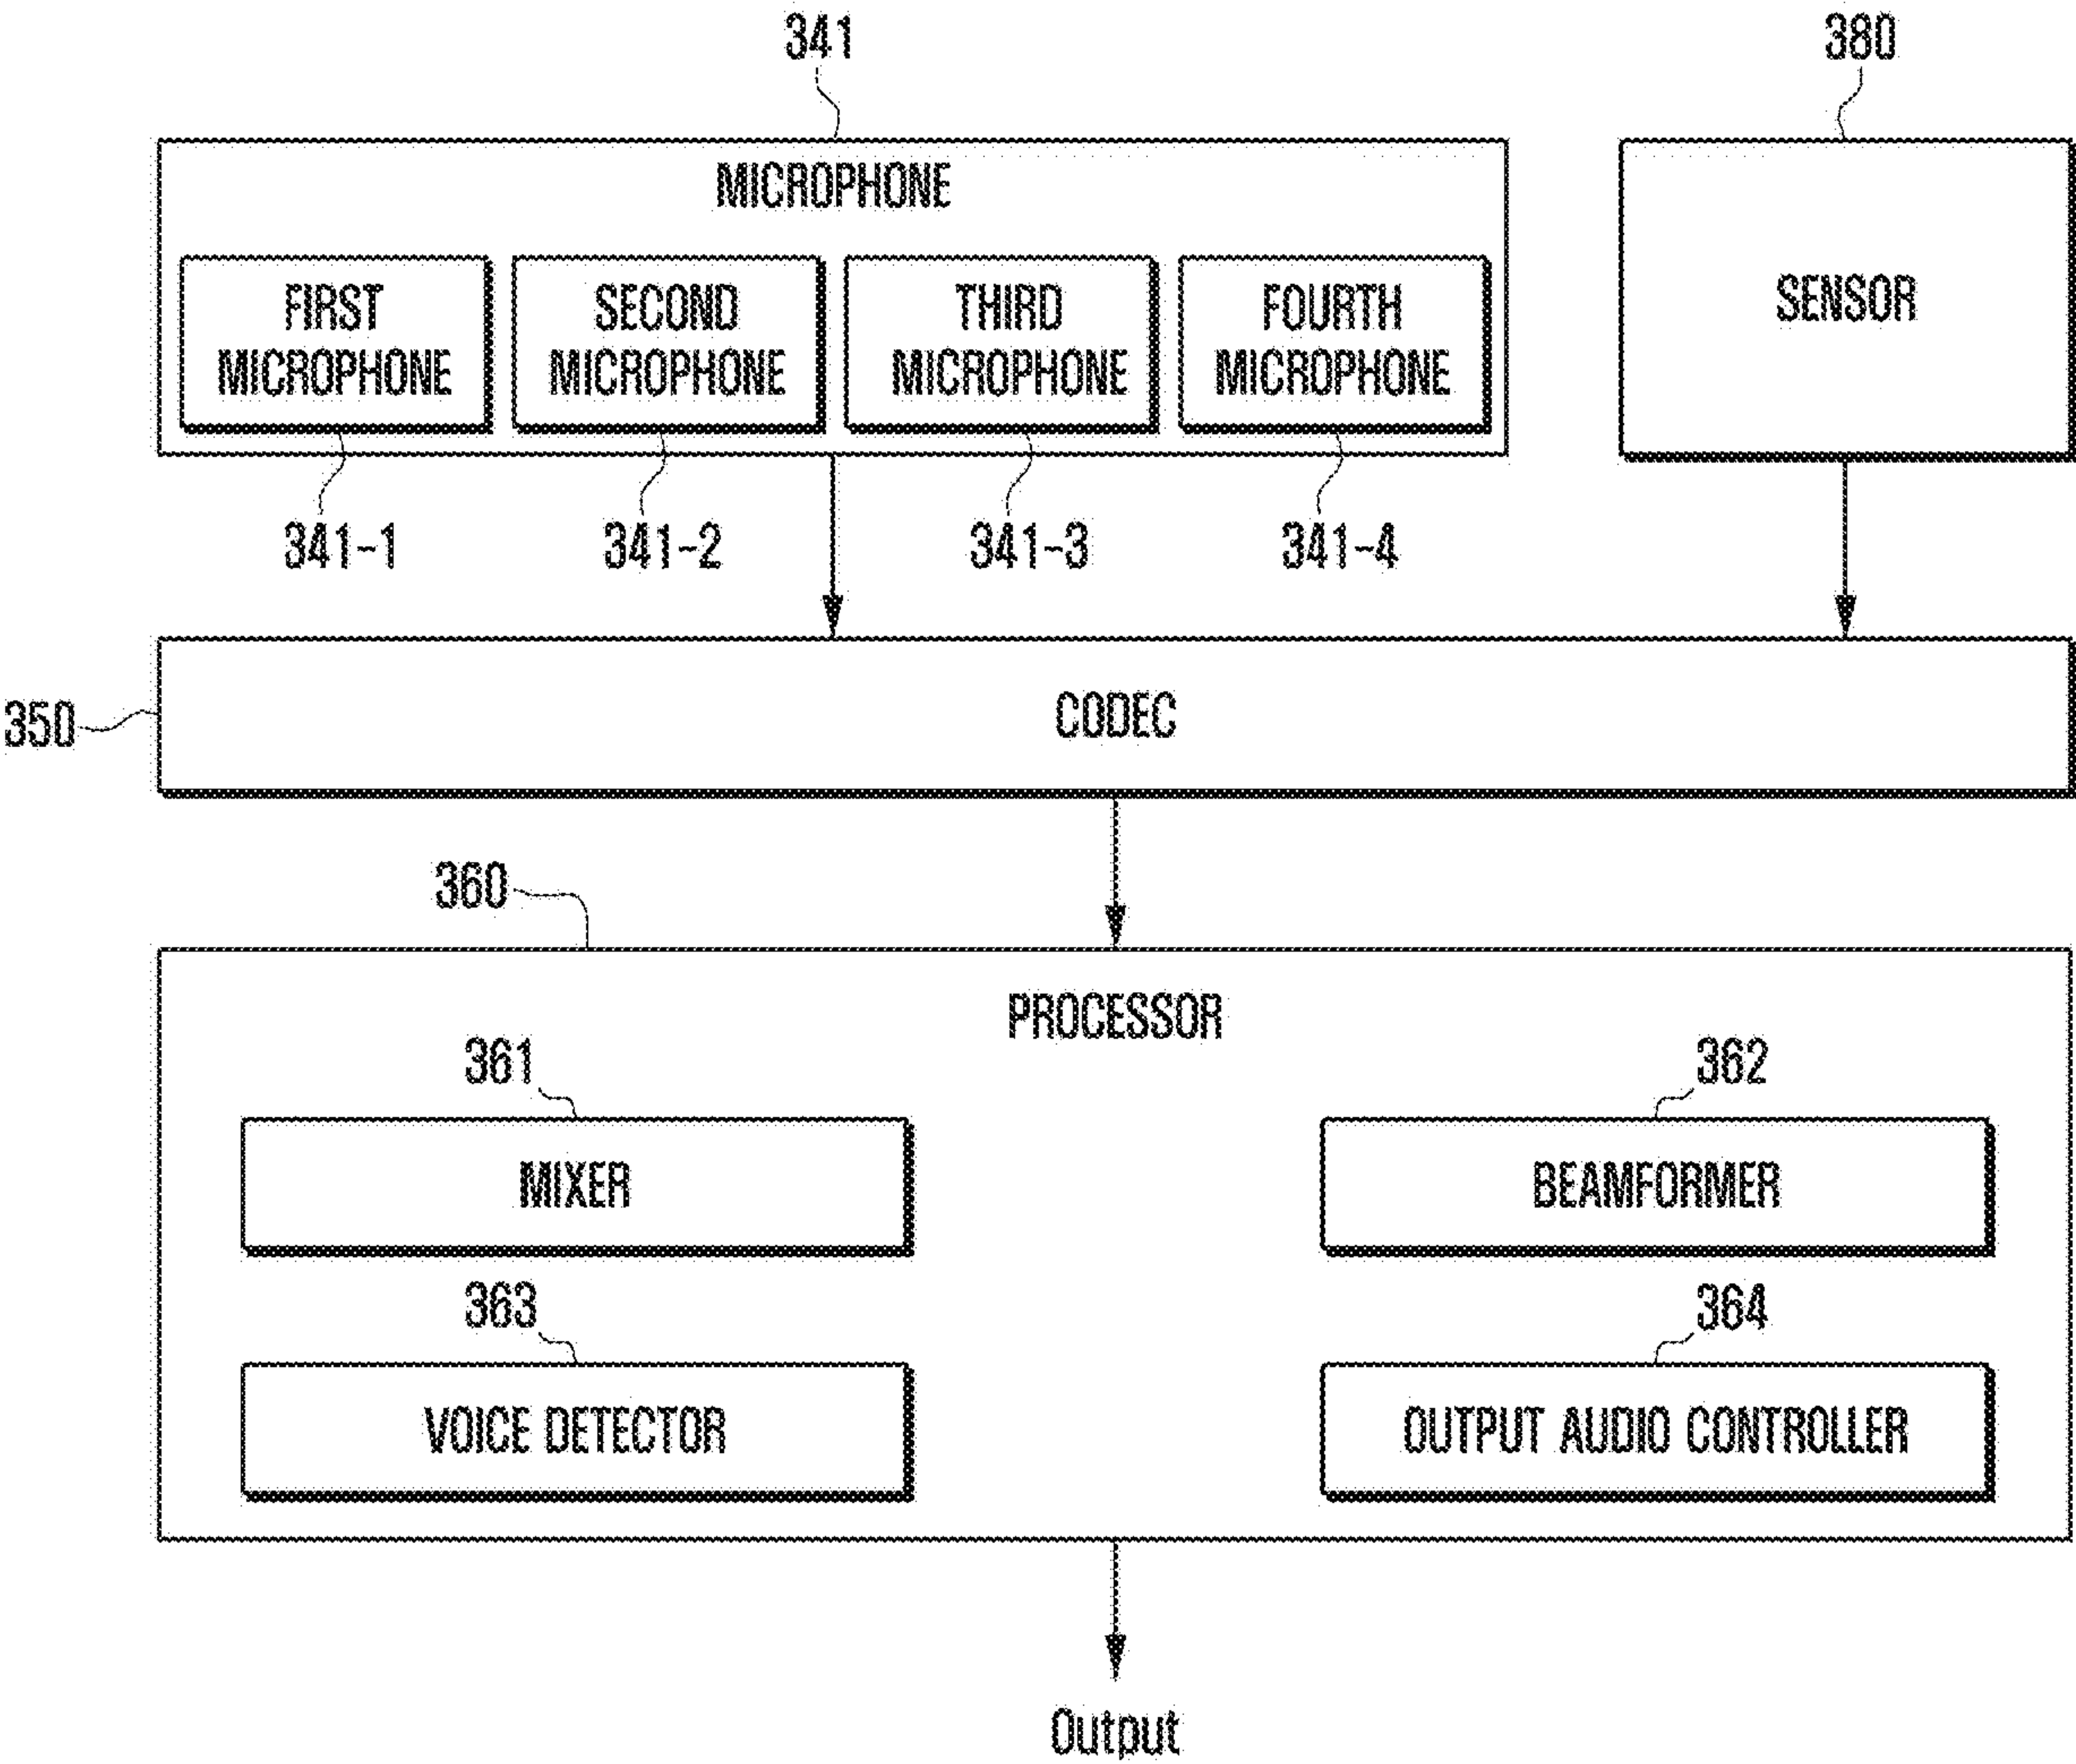 341
380
MICROPHONE
FIRST
MICROPHONE
SECOND
MICROPHONE
THIRD
MICROPHONE
FOURTH
MICROPHONE
SENSOR
341-1
341-2
341-3
341-4
350
CODEC
360
PROCESSOR
361
362
MIXER
BEAMFORMER
363
364
VOICE DETECTOR
OUTPUT AUDIO CONTROLLER
Output